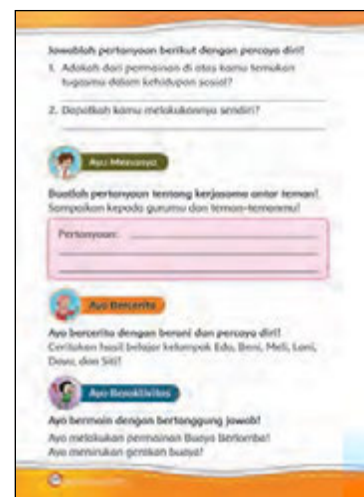 Jawablah pertanyaan berikut dengan percaya diri!
1. Adakah dari permainan di atas kamu temukan
tugasmu dalam kehidupan sosial?
2. Dapatkah kamu melakukannya sendiri?
Ayo Menanya
Buatlah pertanyaan tentang kerjasama antar teman!
Sampaikan kepada gurumu dan teman-temanmu!
Pertanyaan:
Ayo Bercerita
Ayo bercerita dengan berani dan percaya diri!
Ceritakan hasil belajar kelompok Edo, Beni, Meli, Lani,
Dayu, dan Siti!
Ayo Beraktivitas
Ayo bermain dengan bertanggung jawab!
Ayo melakukan permainan Buaya Berlomba!
Ayo menirukan gerakan buaya!